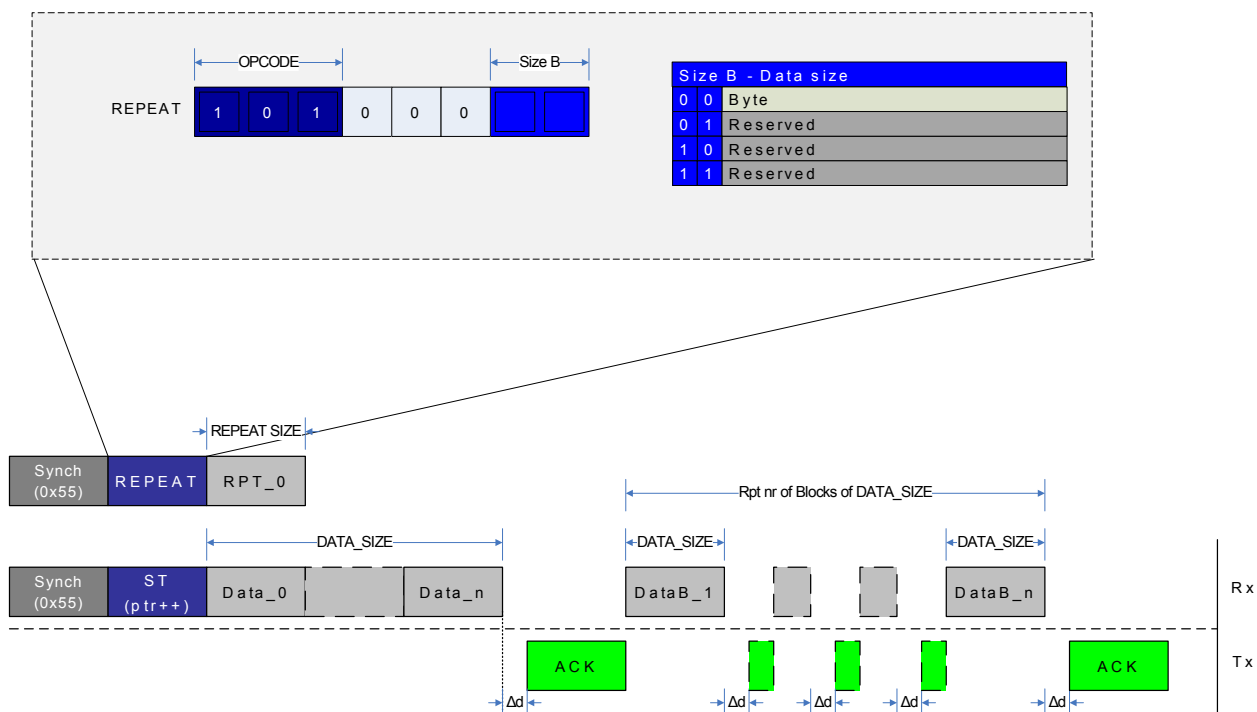 OPCODE
Size B
REPEAT
1 0 1 0 0 0
Size B - Data size
0 0 Byte
0 1 Reserved
1 0 Reserved
1 1 Reserved
REPEAT SIZE
Synch
(0x55)
REPEAT
RPT_0
Rpt nr of Blocks of DATA_SIZE
DATA_SIZE
DATA_SIZE
DATA_SIZE
Synch
(0x55)
ST
(ptr++)
Data_0
Data_n
DataB_1
DataB_n
Rx
ACK
ACK
Tx
Δd
Δd
Δd
Δd
Δd